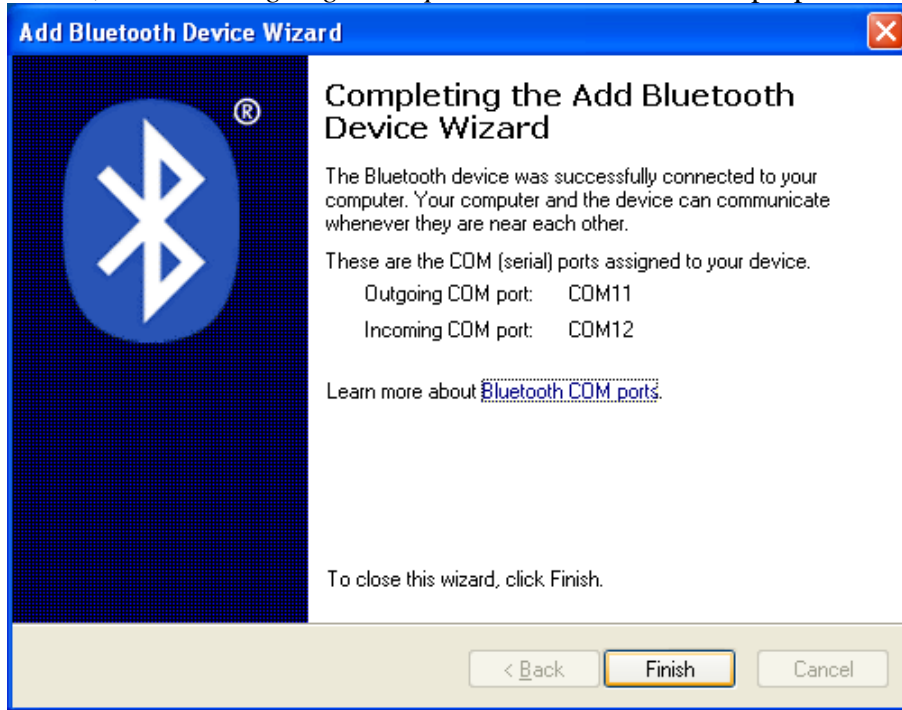 Add Bluetooth Device Wizard
®
Completing the Add Bluetooth
Device Wizard
The Bluetooth device was successfully connected to your
computer. Your computer and the device can communicate
whenever they are near each other.
These are the COM (serial) ports assigned to your device.
Outgoing COM port: COM11
Incoming COM port: COM12
Learn more about Bluetooth COM ports.
To close this wizard, click Finish.
< Back Finish Cancel